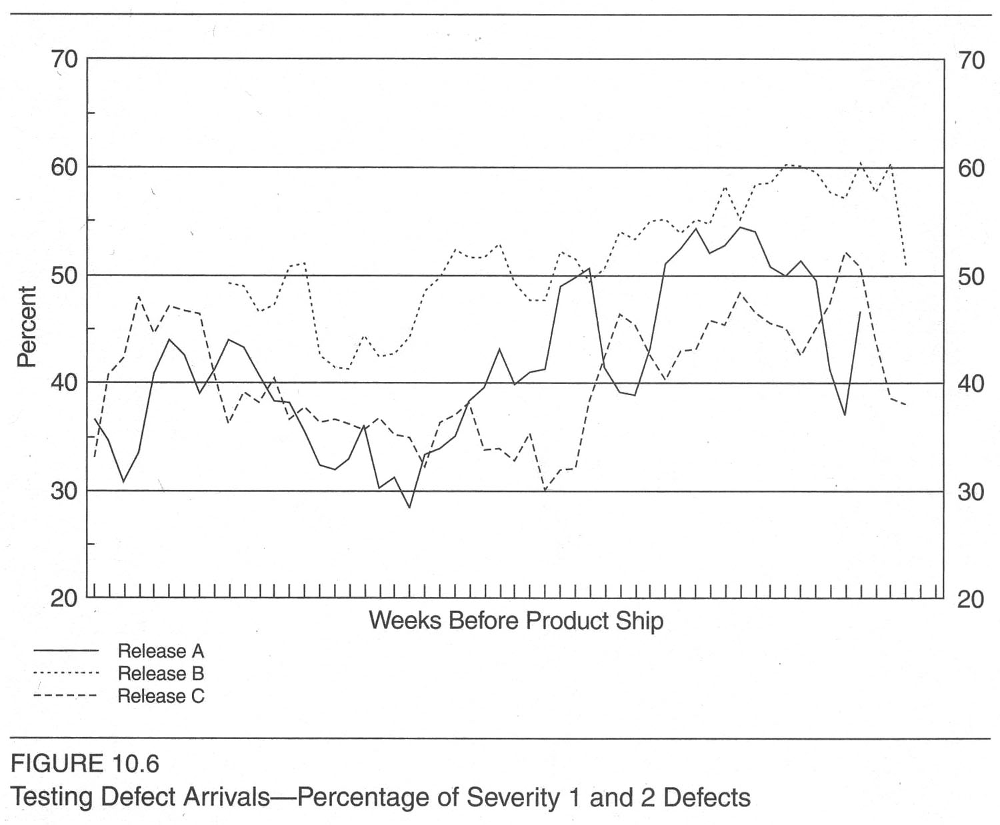 70 70
60 60
50 50
40 40
30 30
20 20
Percent
Weeks Before Product Ship
Release A
Release B
Release C
FIGURE 10.6
Testing Defect Arrivals—Percentage of Severity 1 and 2 Defects